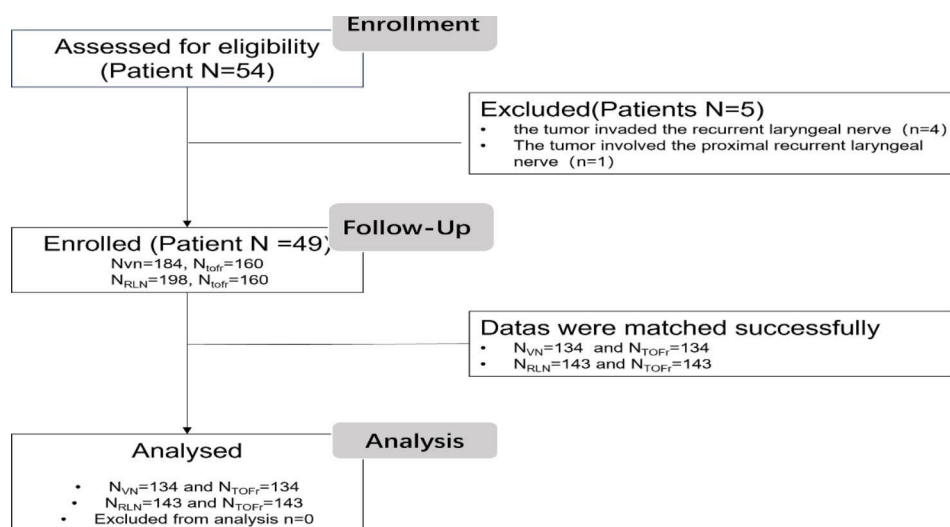 Enrollment
Assessed for eligibility
(Patient N=54)
Excluded(Patients N=5)
• the tumor invaded the recurrent laryngeal nerve (n=4)
• The tumor involved the proximal recurrent laryngeal
nerve (n=1)
Follow-Up
Enrolled (Patient N =49)
Nvn=184, Ntofr=160
NRLN=198, Ntofr=160
Datas were matched successfully
• NVN=134 and NTOFr=134
• NRLN=143 and NTOFr=143
Analysis
Analysed
• NVN=134 and NTOFr=134
• NRLN=143 and NTOFr=143
• Excluded from analysis n=0